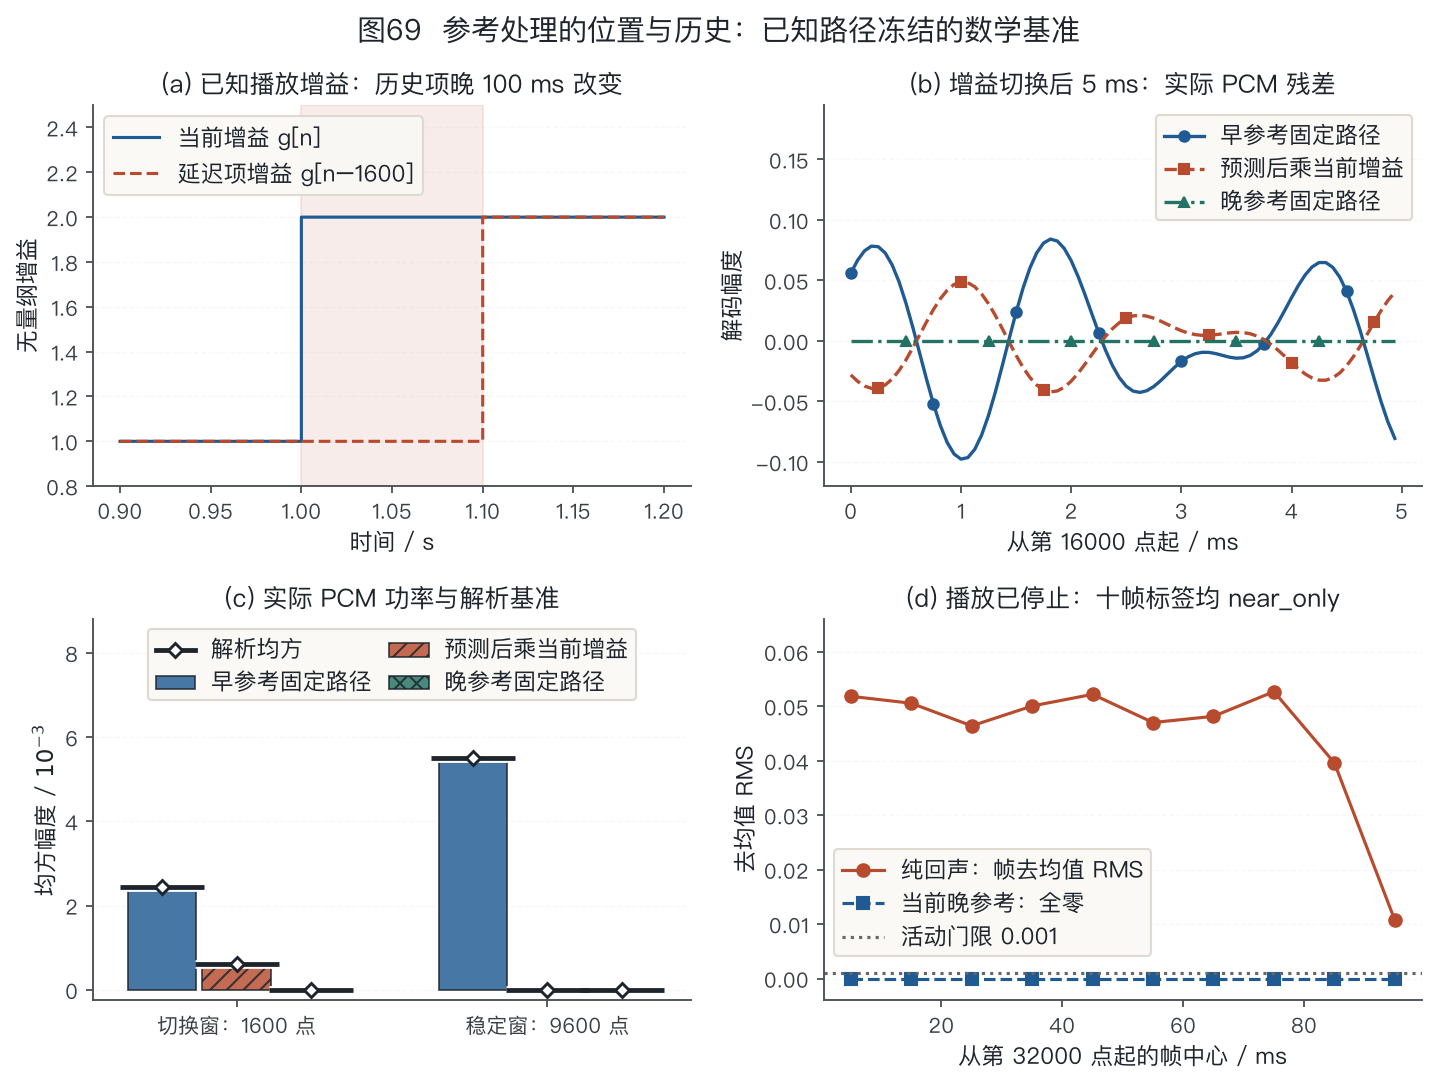 图69 参考处理的位置与历史：已知路径冻结的数学基准
(a) 已知播放增益：历史项晚 100 ms 改变
当前增益 g[n]
延迟项增益 g[n−1600]
无量纲增益
2.4
2.2
2.0
1.8
1.6
1.4
1.2
1.0
0.8
0.90 0.95 1.00 1.05 1.10 1.15 1.20
时间 / s
(b) 增益切换后 5 ms：实际 PCM 残差
早参考固定路径
预测后乘当前增益
晚参考固定路径
解码幅度
0.15
0.10
0.05
0.00
−0.05
−0.10
0 1 2 3 4 5
从第 16000 点起 / ms
(c) 实际 PCM 功率与解析基准
解析均方
早参考固定路径
预测后乘当前增益
晚参考固定路径
均方幅度 / 10⁻³
8
6
4
2
0
切换窗：1600 点
稳定窗：9600 点
(d) 播放已停止：十帧标签均 near_only
去均值 RMS
0.06
0.05
0.04
0.03
0.02
0.01
0.00
纯回声：帧去均值 RMS
当前晚参考：全零
活动门限 0.001
20 40 60 80
从第 32000 点起的帧中心 / ms